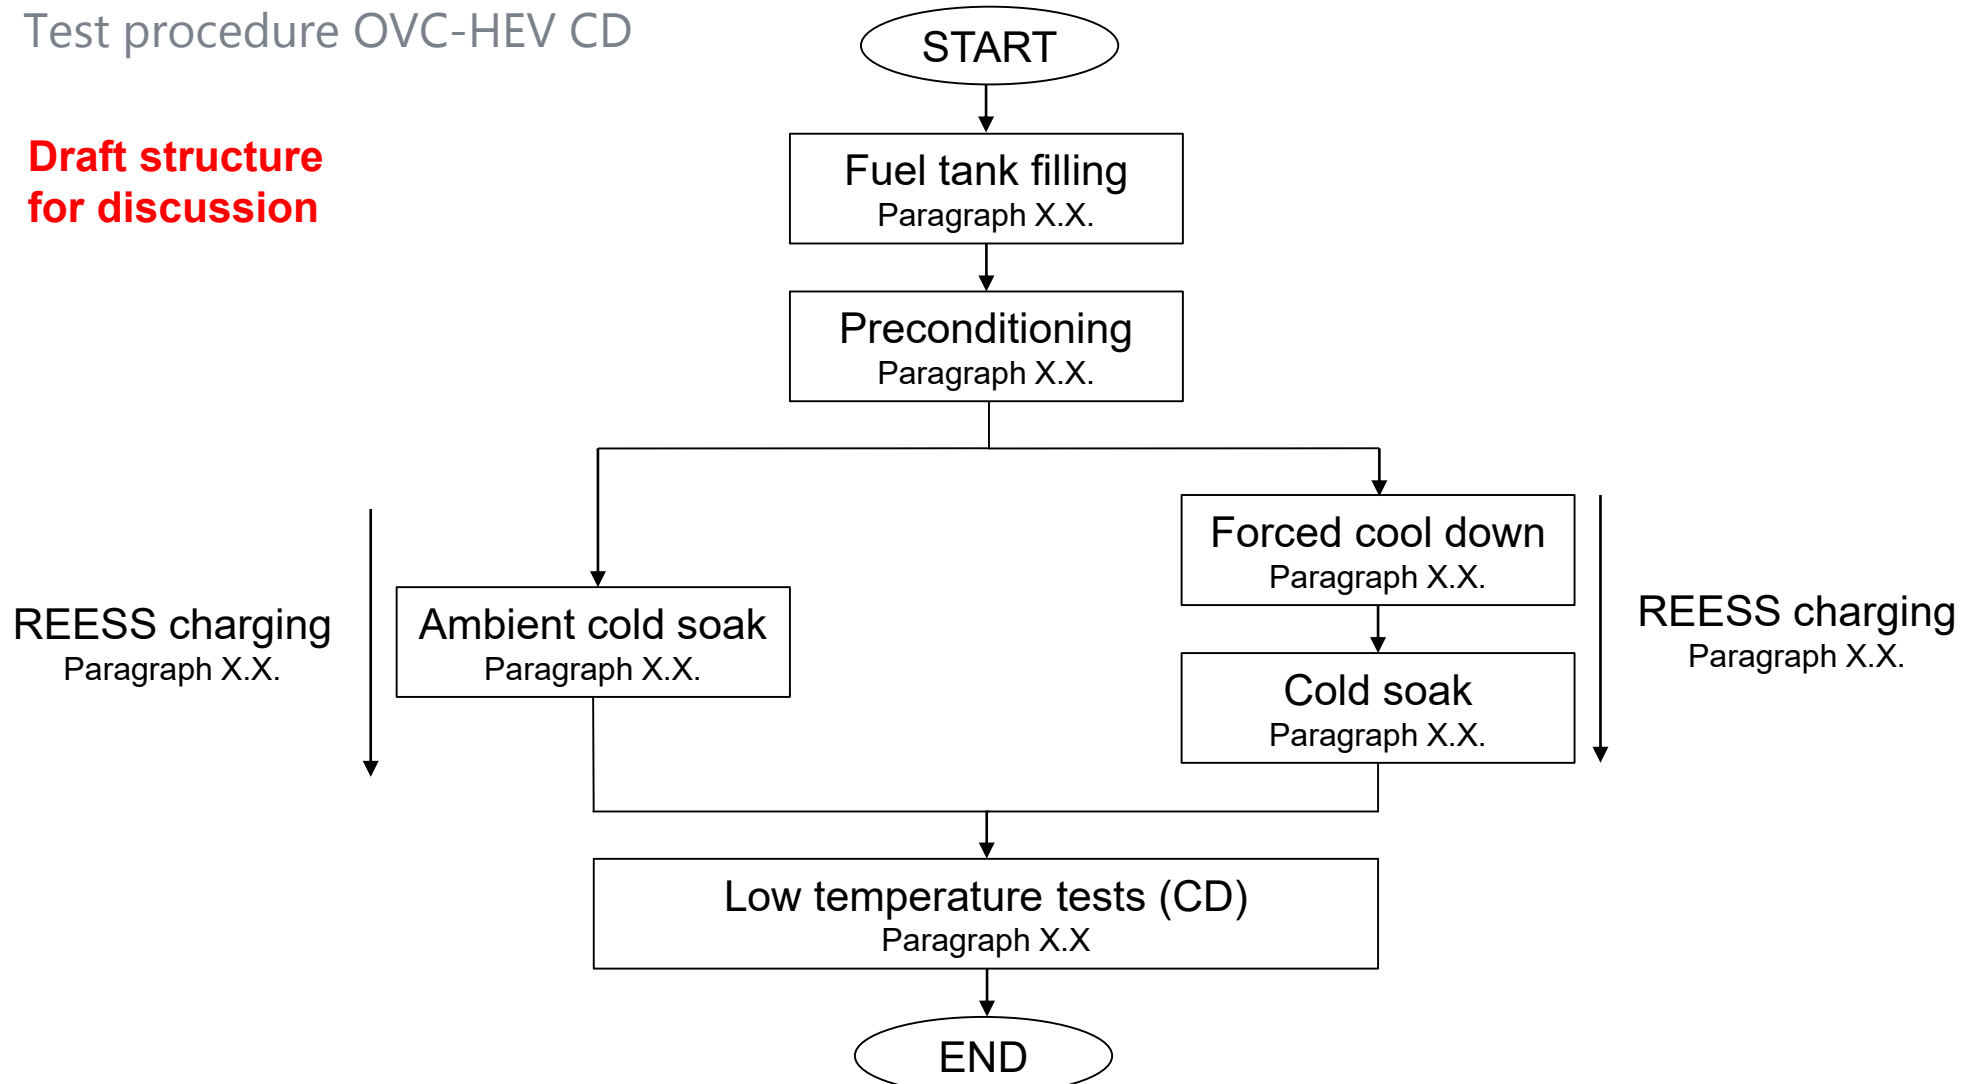 Test procedure OVC-HEV CD
Draft structure
for discussion
START
Fuel tank filling
Paragraph X.X.
Preconditioning
Paragraph X.X.
REESS charging
Paragraph X.X.
Ambient cold soak
Paragraph X.X.
Forced cool down
Paragraph X.X.
Cold soak
Paragraph X.X.
REESS charging
Paragraph X.X.
Low temperature tests (CD)
Paragraph X.X
END